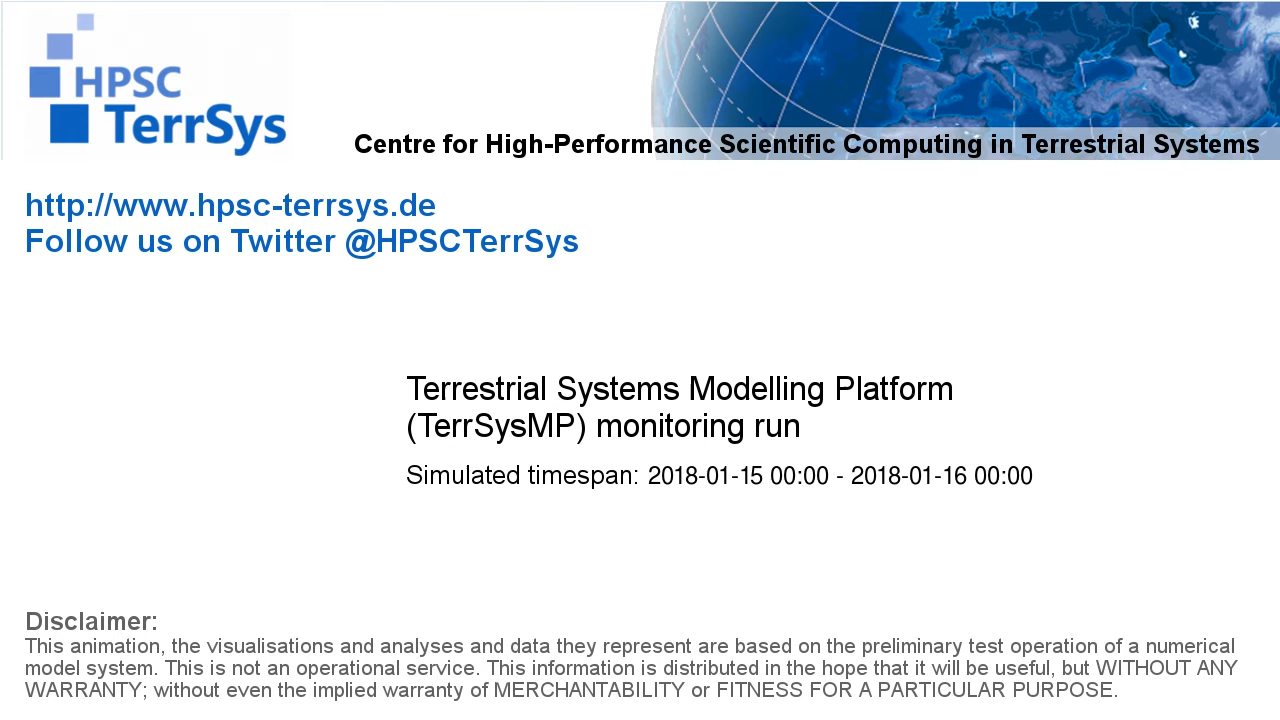 HPSC
TerrSys
Centre for High-Performance Scientific Computing in Terrestrial Systems
http://www.hpsc-terrsys.de
Follow us on Twitter @HPSCTerrSys
Terrestrial Systems Modelling Platform
(TerrSysMP) monitoring run
Simulated timespan: 2018-01-15 00:00 - 2018-01-16 00:00
Disclaimer:
This animation, the visualisations and analyses and data they represent are based on the preliminary test operation of a numerical
model system. This is not an operational service. This information is distributed in the hope that it will be useful, but WITHOUT ANY
WARRANTY; without even the implied warranty of MERCHANTABILITY or FITNESS FOR A PARTICULAR PURPOSE.